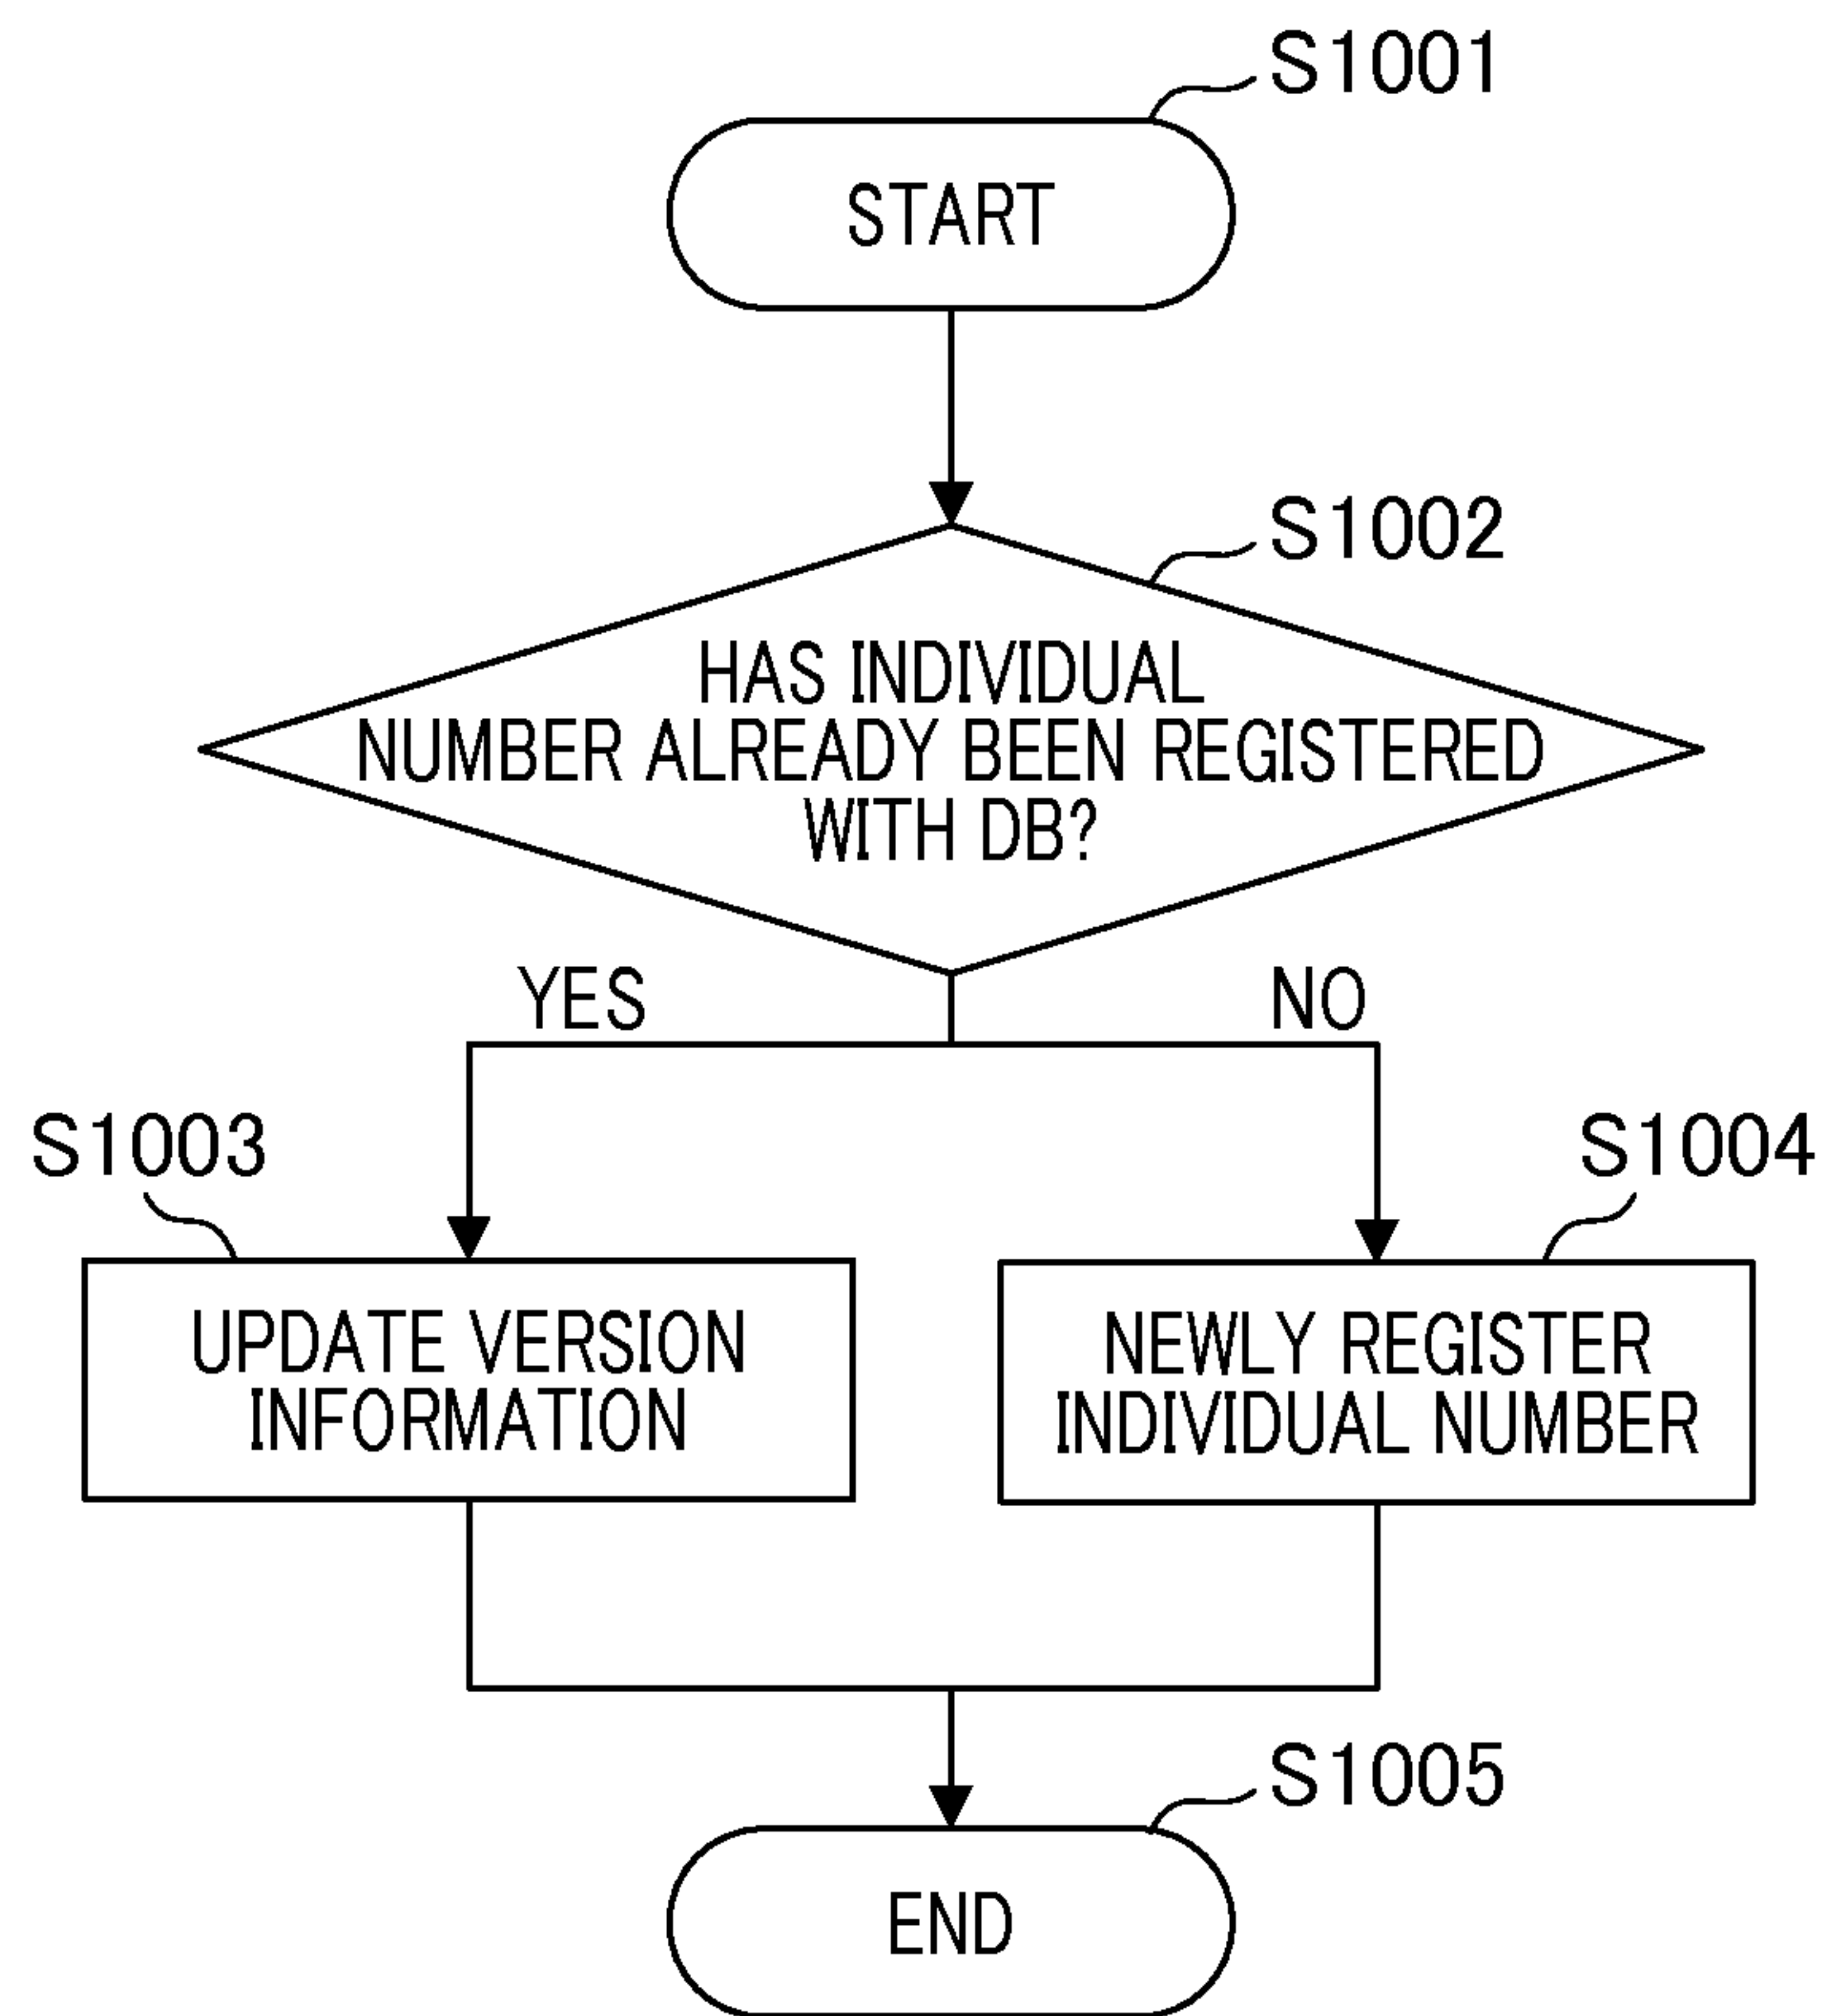 S1001
START
S1002
HAS INDIVIDUAL
NUMBER ALREADY BEEN REGISTERED
WITH DB?
YES
NO
S1003
S1004
UPDATE VERSION
INFORMATION
NEWLY REGISTER
INDIVIDUAL NUMBER
S1005
END